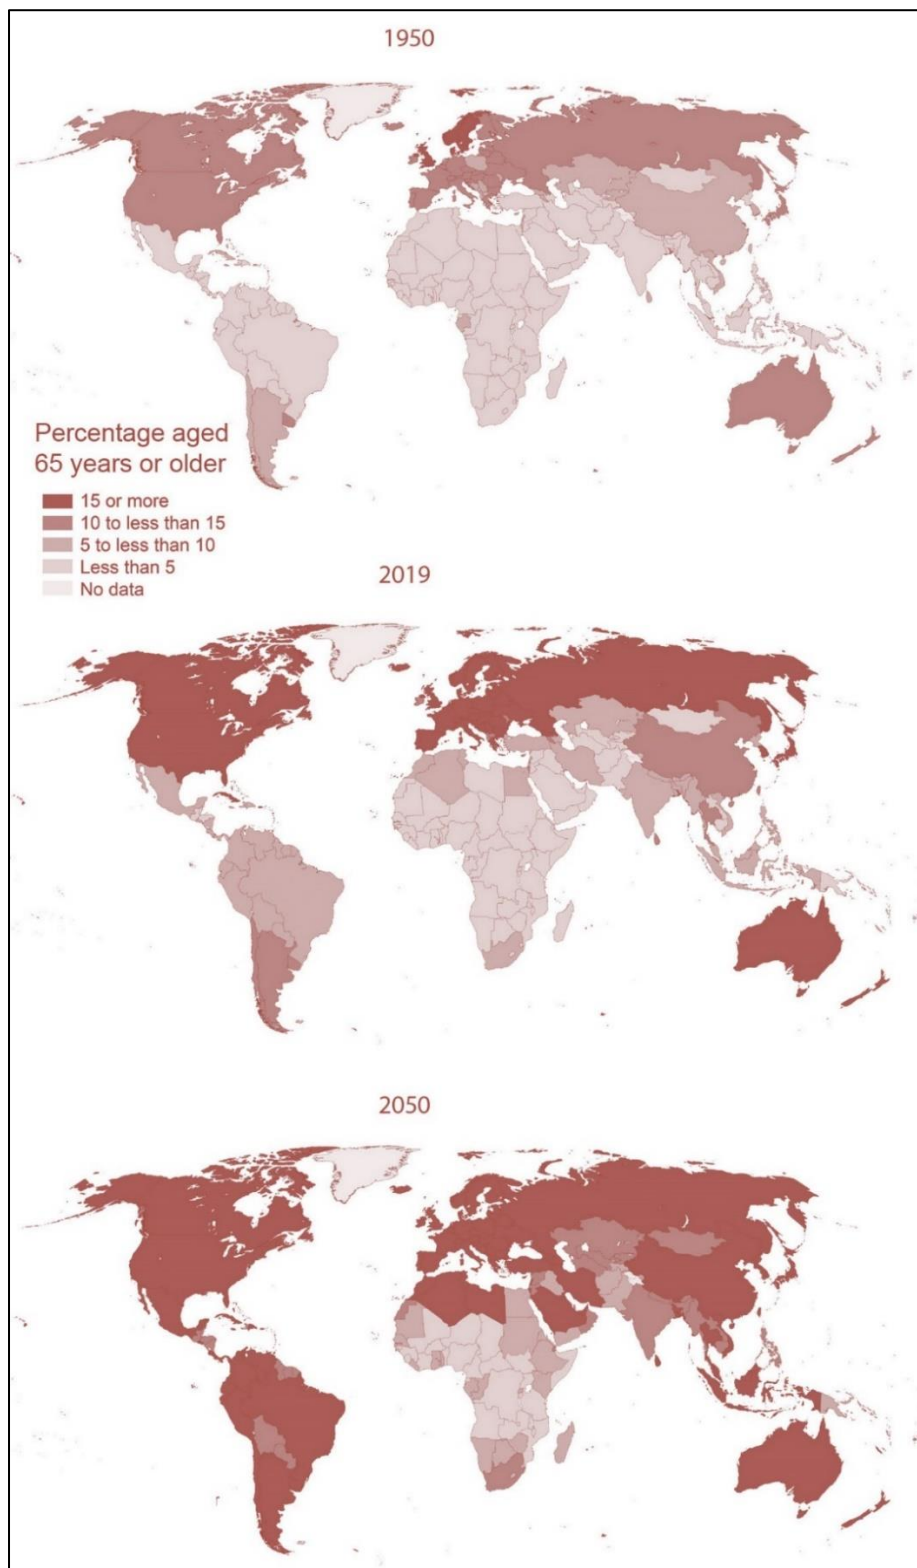 1950
Percentage aged
65 years or older
15 or more
10 to less than 15
5 to less than 10
Less than 5
No data
2019
2050